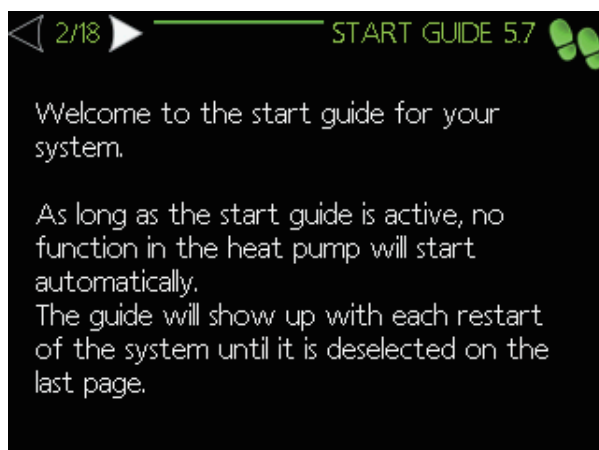 2/18
START GUIDE 5.7
Welcome to the start guide for your
system.
As long as the start guide is active, no
function in the heat pump will start
automatically.
The guide will show up with each restart
of the system until it is deselected on the
last page.